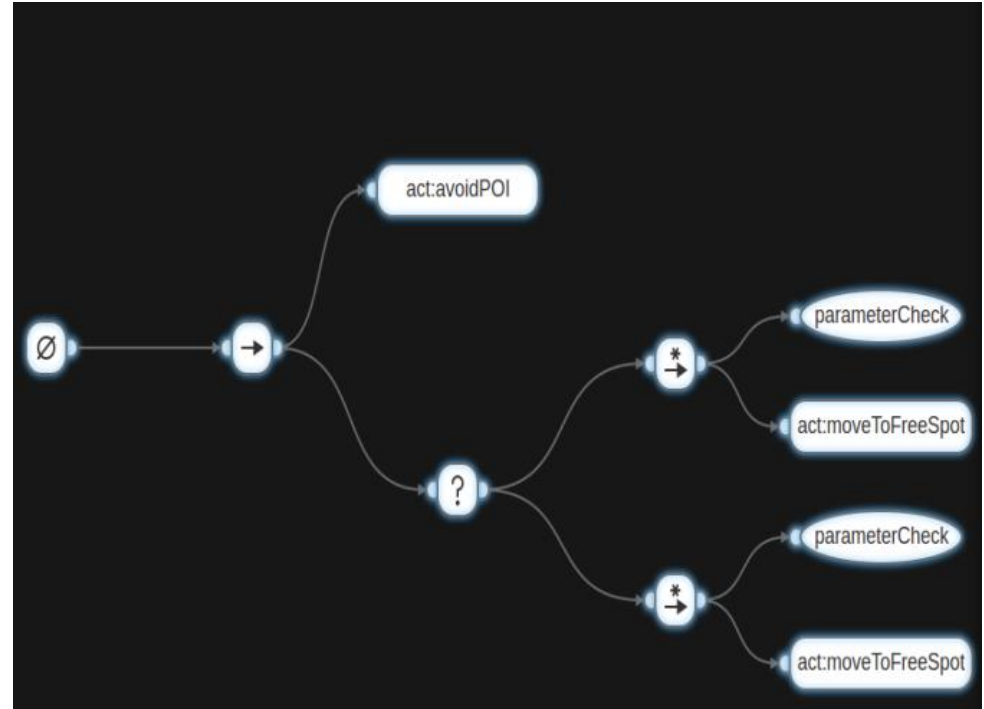 act:avoidPOI
Ø
→
parameterCheck
*
→
act:moveToFreeSpot
?
parameterCheck
*
→
act:moveToFreeSpot